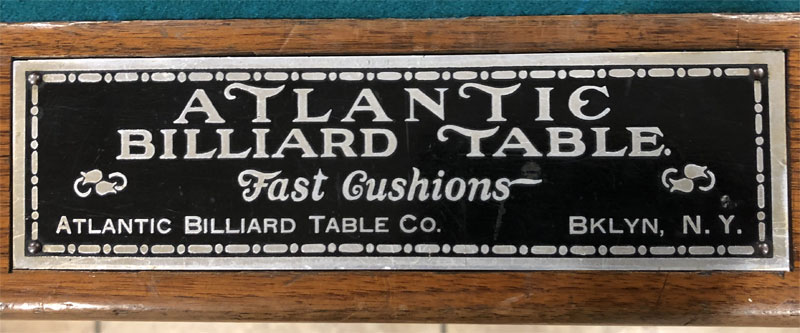 ATLANTIC
BILLIARD TABLE.
Fast Cushions
ATLANTIC BILLIARD TABLE CO. BKLYN, N. Y.